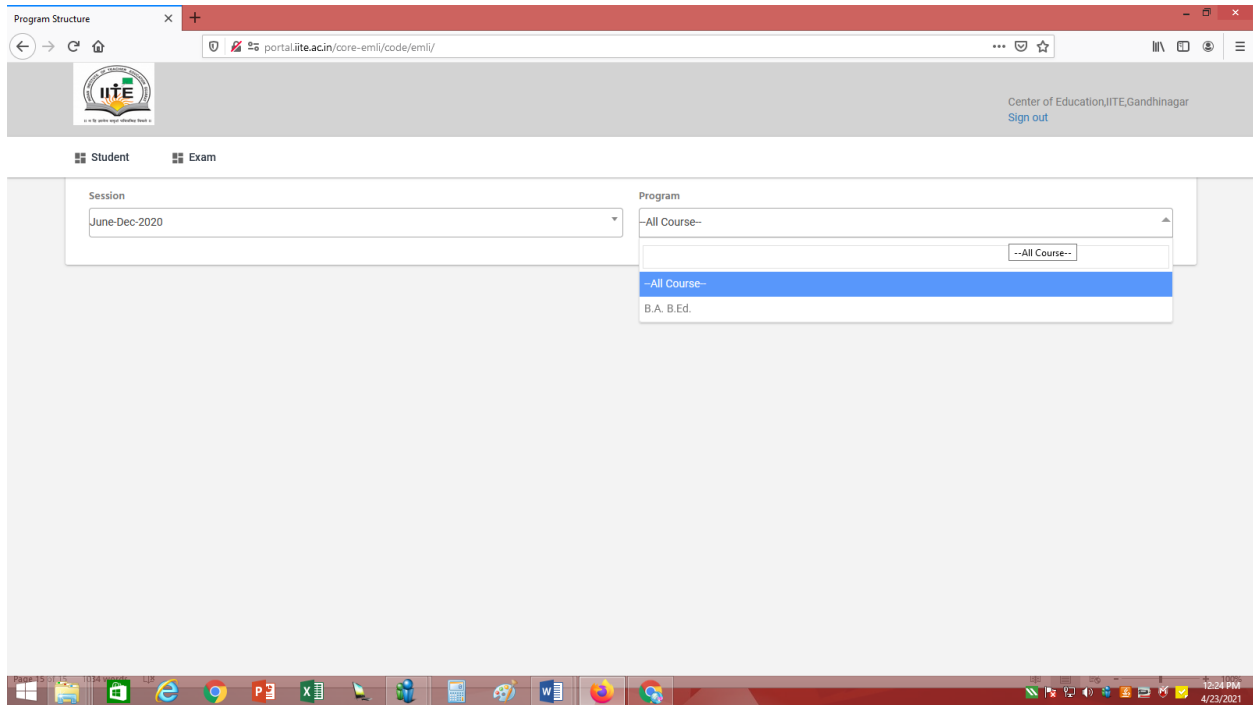 Program Structure
portal.iite.ac.in/core-emli/code/emli/
IITE
Center of Education,IITE,Gandhinagar
Sign out
Student
Exam
Session
Program
June-Dec-2020
--All Course--
--All Course--
--All Course--
B.A. B.Ed.
12:24 PM
4/23/2021